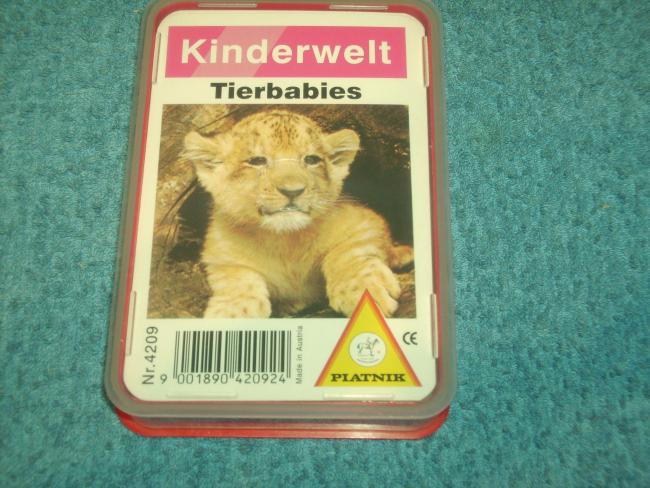 Kinderwelt
Tierbabies
Nr. 4209
9 001890 420924
Made in Austria
PIATNIK
CE